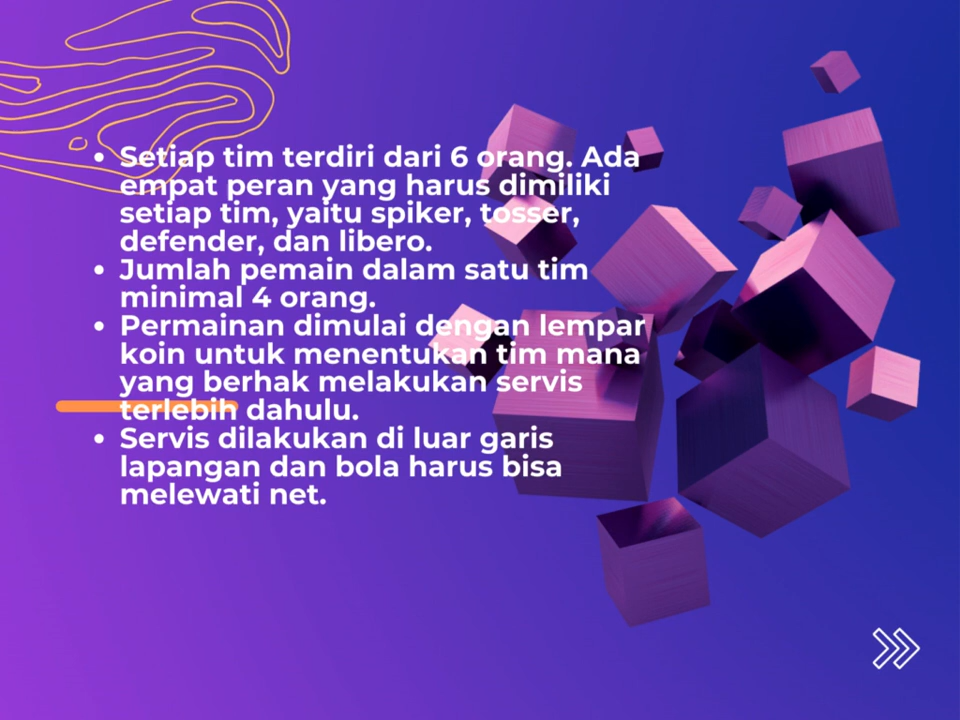 • Setiap tim terdiri dari 6 orang. Ada
empat peran yang harus dimiliki
setiap tim, yaitu spiker, tosser,
defender, dan libero.
• Jumlah pemain dalam satu tim
minimal 4 orang.
• Permainan dimulai dengan lempar
koin untuk menentukan tim mana
yang berhak melakukan servis
terlebih dahulu.
• Servis dilakukan di luar garis
lapangan dan bola harus bisa
melewati net.